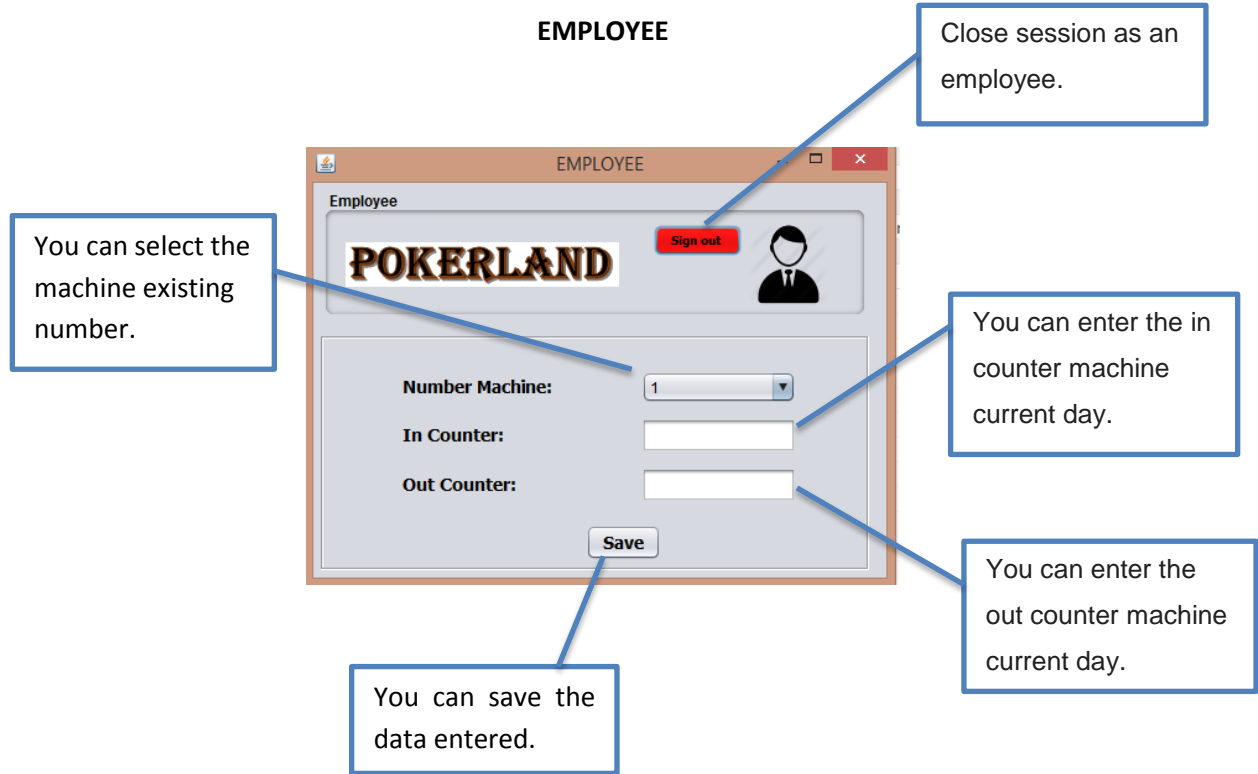 EMPLOYEE
Close session as an
employee.
EMPLOYEE
Employee
POKERLAND
Sign out
You can select the
machine existing
number.
You can enter the in
counter machine
current day.
Number Machine:
1
In Counter:
Out Counter:
Save
You can enter the
out counter machine
current day.
You can save the
data entered.